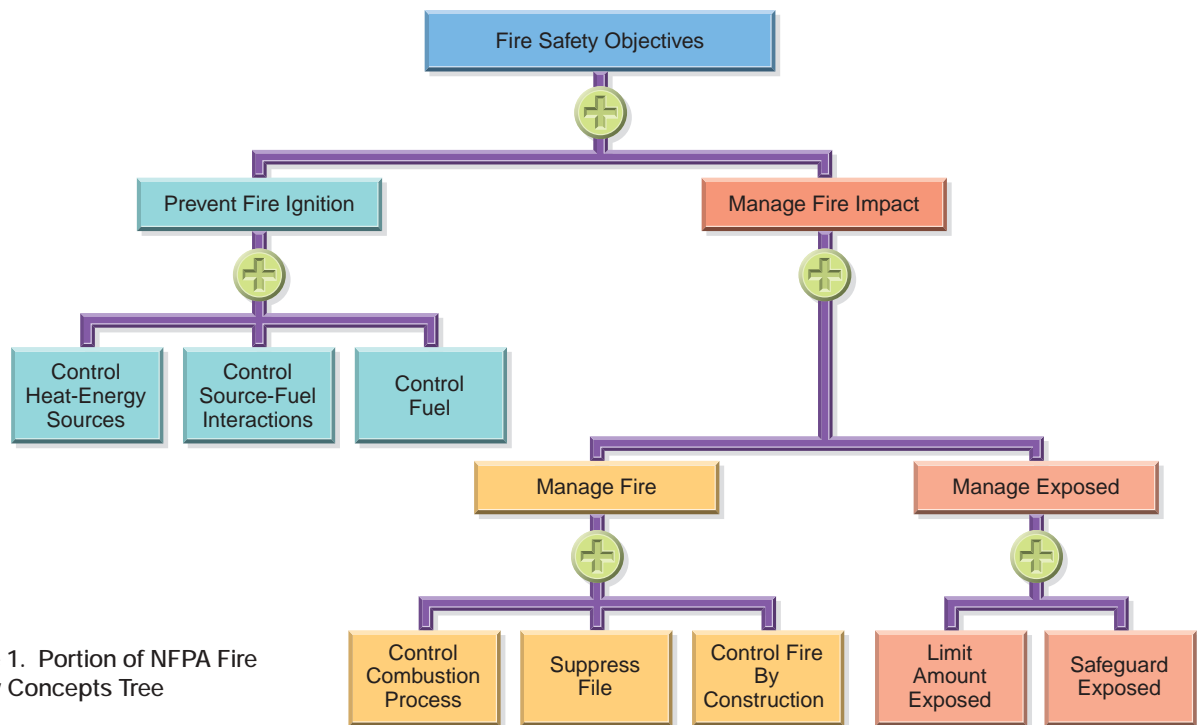 Fire Safety Objectives
Prevent Fire Ignition
Manage Fire Impact
Control
Heat-Energy
Sources
Control
Source-Fuel
Interactions
Control
Fuel
Manage Fire
Manage Exposed
Control
Combustion
Process
Suppress
File
Control Fire
By
Construction
Limit
Amount
Exposed
Safeguard
Exposed
1. Portion of NFPA Fire
Concepts Tree